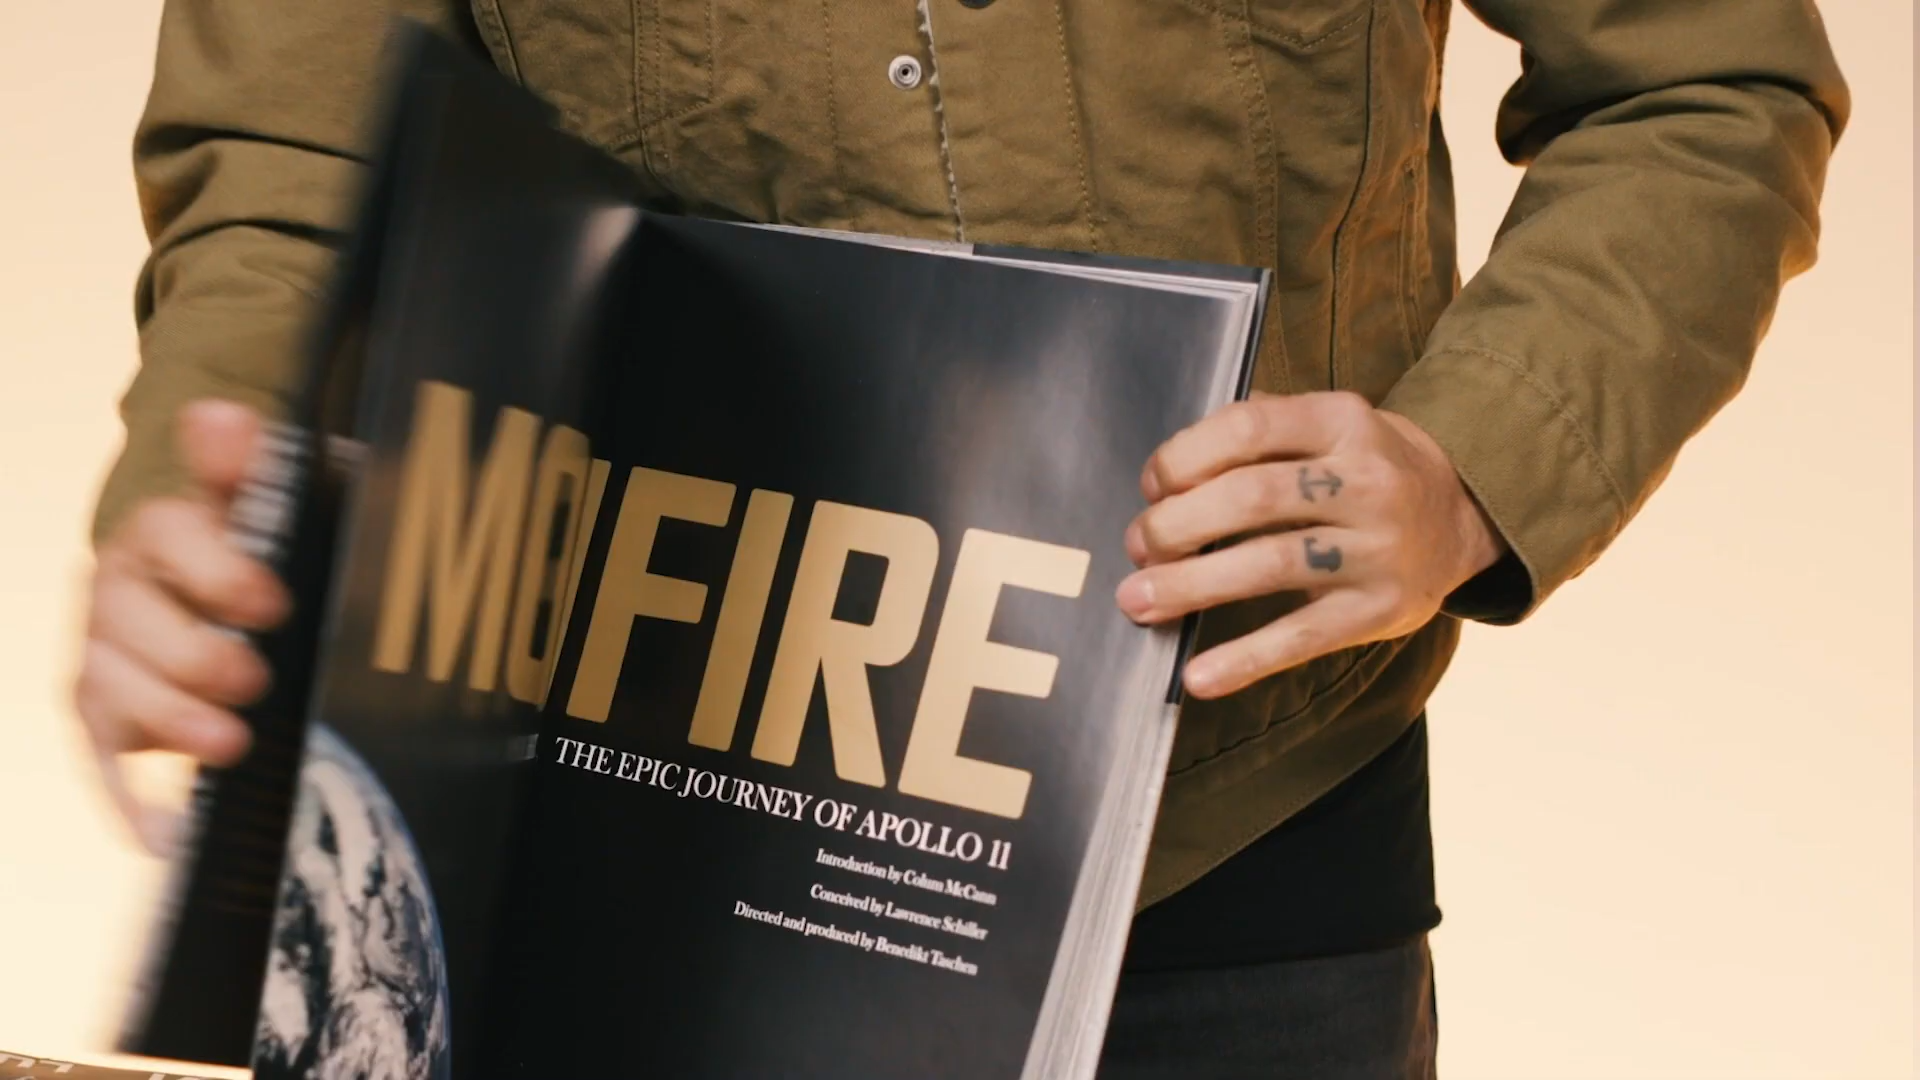 MO FIRE
THE EPIC JOURNEY OF APOLLO 11
Introduction by Colum McCann
Conceived by Lawrence Schiller
Directed and produced by Benedikt Taschen